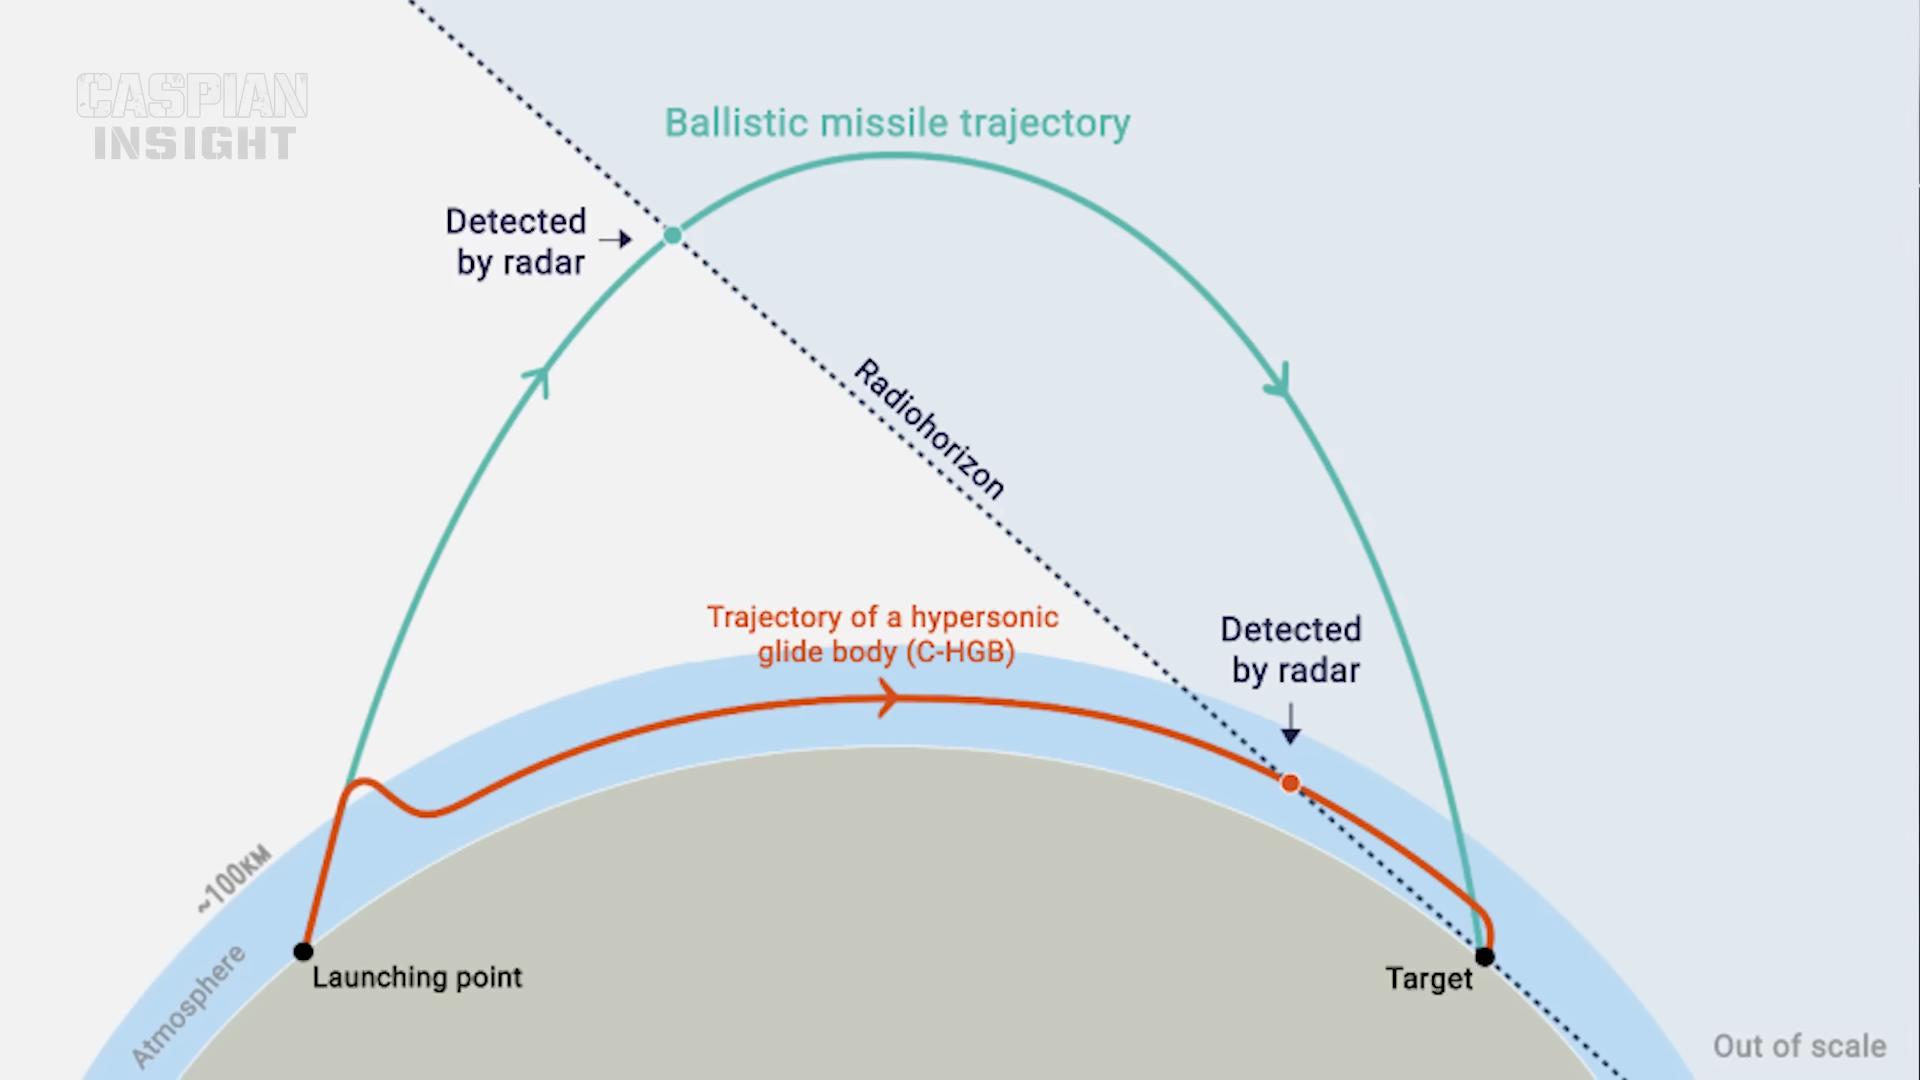 CASPIAN
INSIGHT
Ballistic missile trajectory
Detected
by radar
Radiohorizon
Trajectory of a hypersonic
glide body (C-HGB)
Detected
by radar
~100км
Atmosphere
Launching point
Target
Out of scale